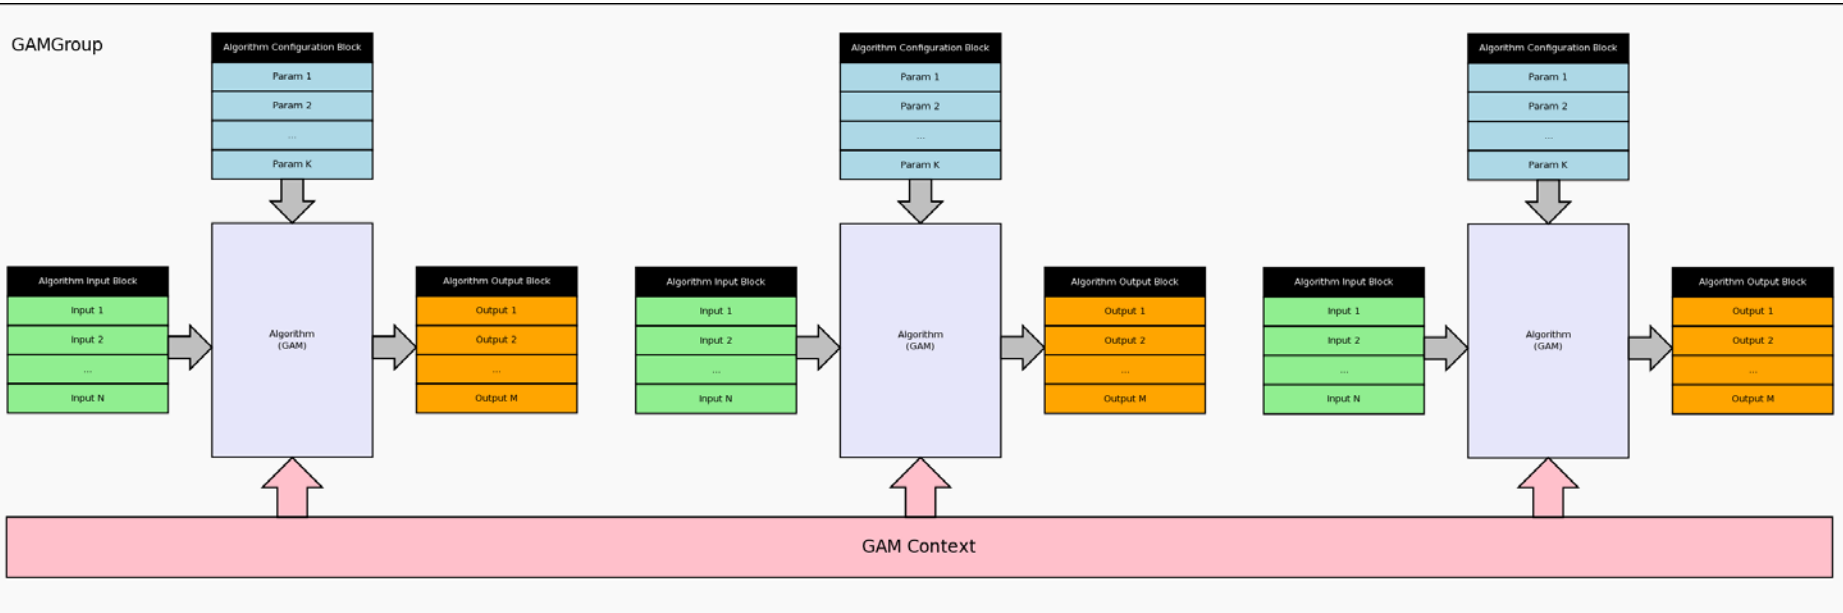 GAMGroup
Algorithm Configuration Block
Param 1
Param 2
...
Param K
Algorithm Input Block
Input 1
Input 2
...
Input N
Algorithm
(GAM)
Algorithm Output Block
Output 1
Output 2
...
Output M
Algorithm Configuration Block
Param 1
Param 2
...
Param K
Algorithm Input Block
Input 1
Input 2
...
Input N
Algorithm
(GAM)
Algorithm Output Block
Output 1
Output 2
...
Output M
Algorithm Configuration Block
Param 1
Param 2
...
Param K
Algorithm Input Block
Input 1
Input 2
...
Input N
Algorithm
(GAM)
Algorithm Output Block
Output 1
Output 2
...
Output M
GAM Context